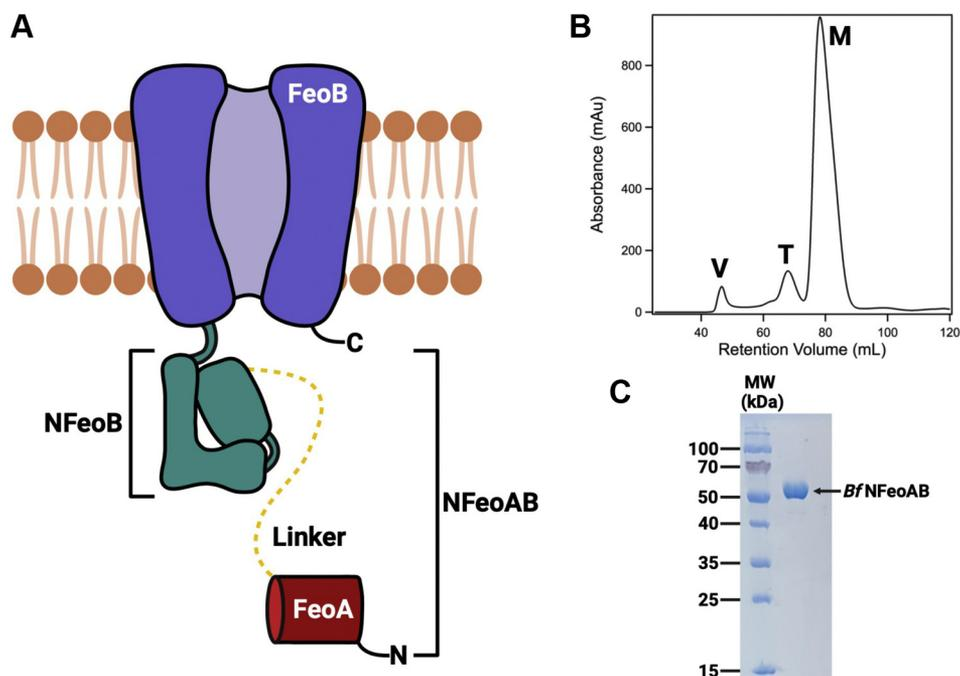 A
FeoB
C
NFeoB
NFeoAB
Linker
FeoA
N
B
Absorbance (mAu)
800
600
400
200
0
V
T
M
40
60
80
100
120
Retention Volume (mL)
C
MW
(kDa)
100
70
50
40
35
25
15
Bf NFeoAB